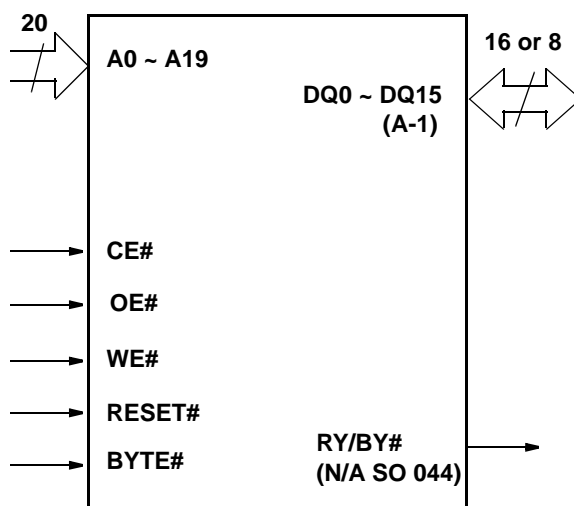 20
16 or 8
A0 ~ A19
DQ0 ~ DQ15
(A-1)
CE#
OE#
WE#
RESET#
BYTE#
RY/BY#
(N/A SO 044)